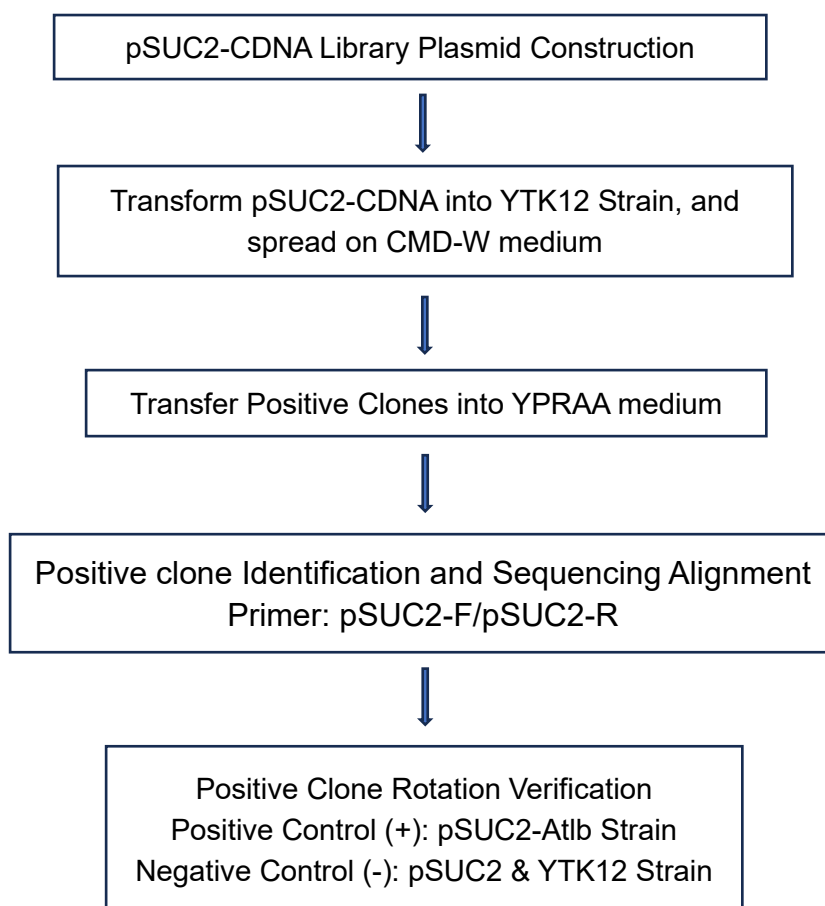 pSUC2-CDNA Library Plasmid Construction
Transform pSUC2-CDNA into YTK12 Strain, and
spread on CMD-W medium
Transfer Positive Clones into YPRAA medium
Positive clone Identification and Sequencing Alignment
Primer: pSUC2-F/pSUC2-R
Positive Clone Rotation Verification
Positive Control (+): pSUC2-Atlb Strain
Negative Control (-): pSUC2 & YTK12 Strain